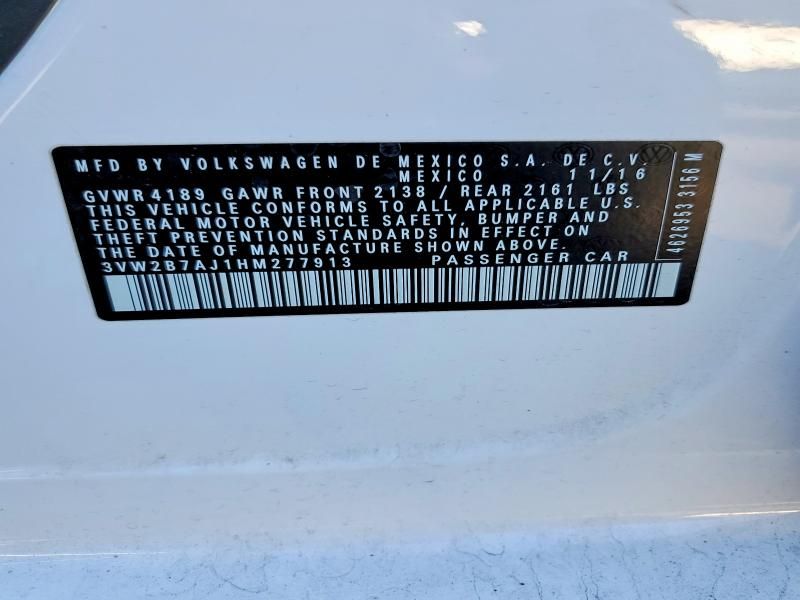 MFD BY VOLKSWAGEN DE MEXICO S.A. DE C.V.
MEXICO 11/16
GVWR 4189 GAWR FRONT 2138 / REAR 2161 LBS
THIS VEHICLE CONFORMS TO ALL APPLICABLE U.S.
FEDERAL MOTOR VEHICLE SAFETY, BUMPER AND
THEFT PREVENTION STANDARDS IN EFFECT ON
THE DATE OF MANUFACTURE SHOWN ABOVE.
3VW2B7AJ1HM277913 PASSENGER CAR
4626953 3156 M